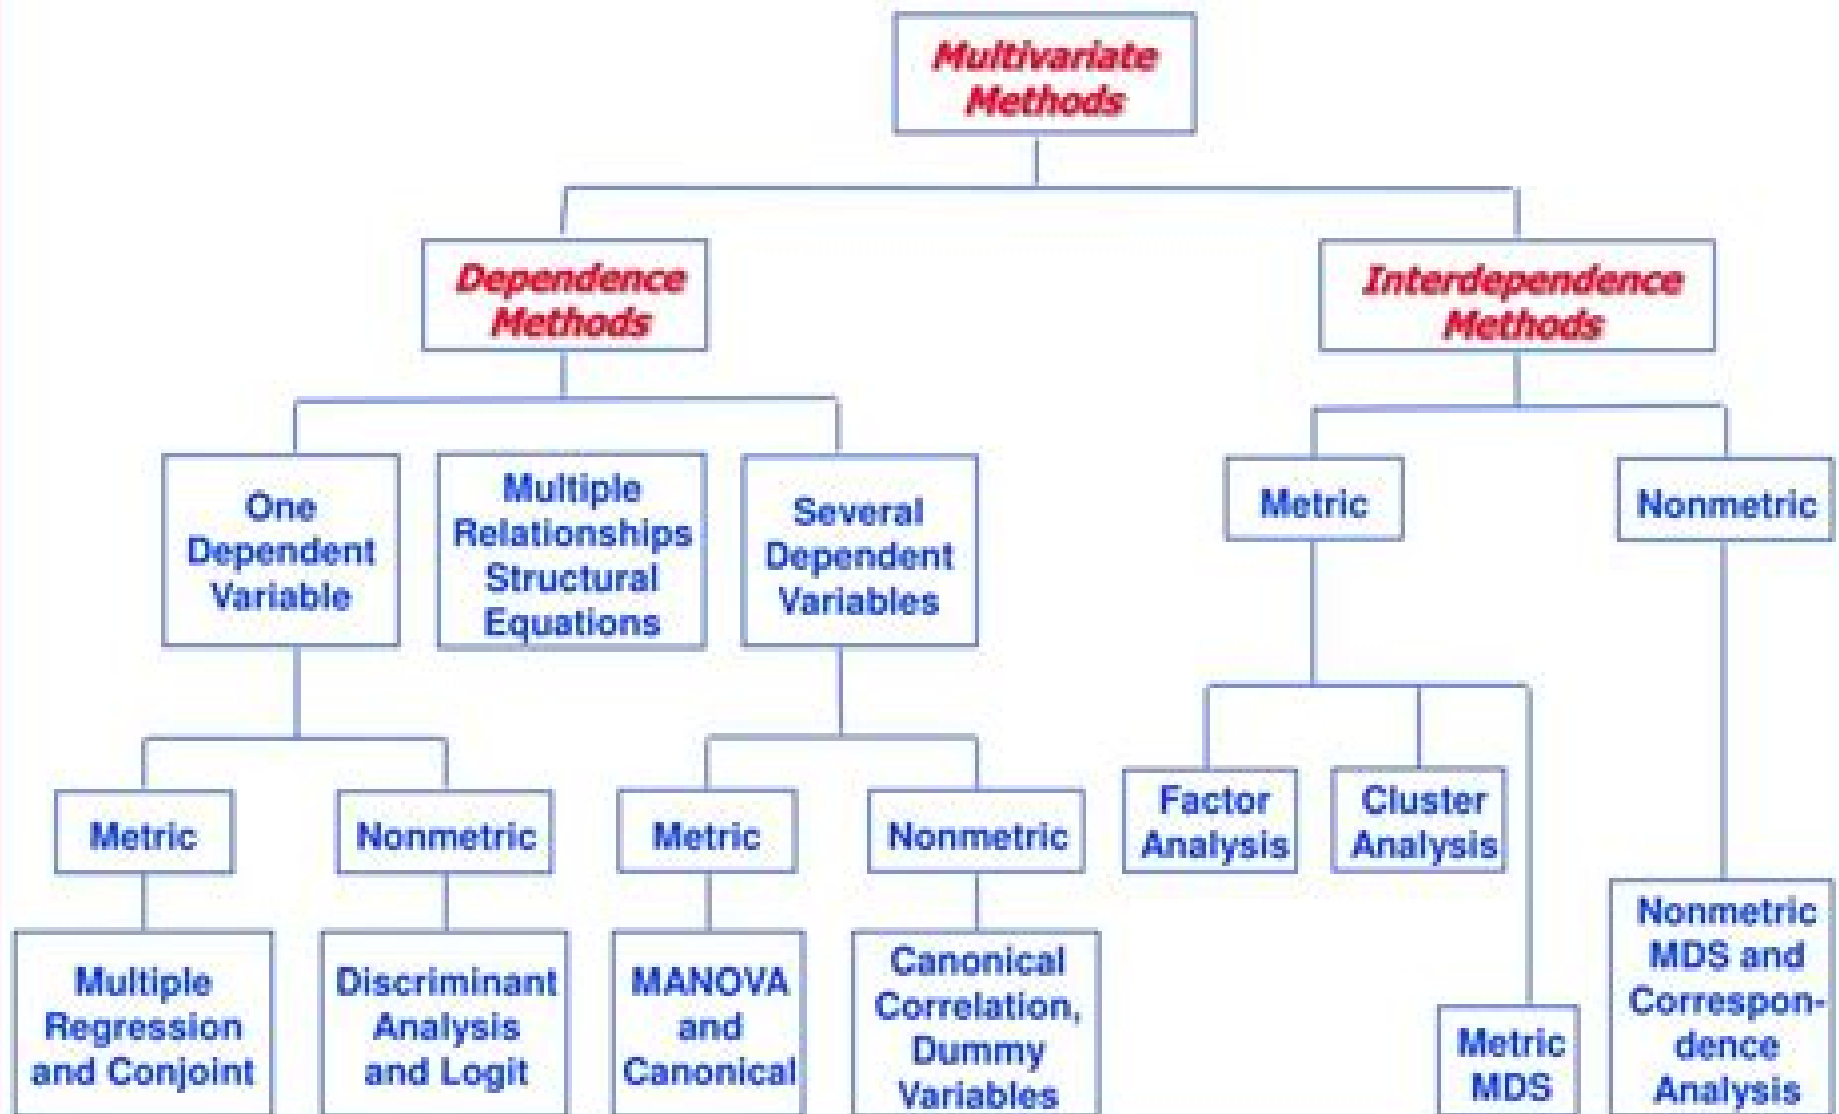 Multivariate
Methods
Dependence
Methods
Interdependence
Methods
One
Dependent
Variable
Multiple
Relationships
Structural
Equations
Several
Dependent
Variables
Metric
Nonmetric
Metric
Nonmetric
Metric
Nonmetric
Factor
Analysis
Cluster
Analysis
Multiple
Regression
and Conjoint
Discriminant
Analysis
and Logit
MANOVA
and
Canonical
Canonical
Correlation,
Dummy
Variables
Metric
MDS
Nonmetric
MDS and
Correspon-
dence
Analysis